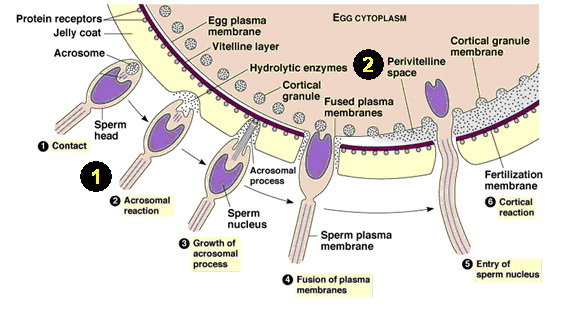 EGG CYTOPLASM
Protein receptors
Jelly coat
Acrosome
Egg plasma
membrane
Vitelline layer
Hydrolytic enzymes
Cortical
granule
Fused plasma
membranes
2
Perivitelline
space
Cortical granule
membrane
Sperm
head
1 Contact
1
2 Acrosomal
reaction
Acrosomal
process
Sperm
nucleus
3 Growth of
acrosomal
process
Sperm plasma
membrane
4 Fusion of plasma
membranes
Fertilization
membrane
6 Cortical
reaction
5 Entry of
sperm nucleus